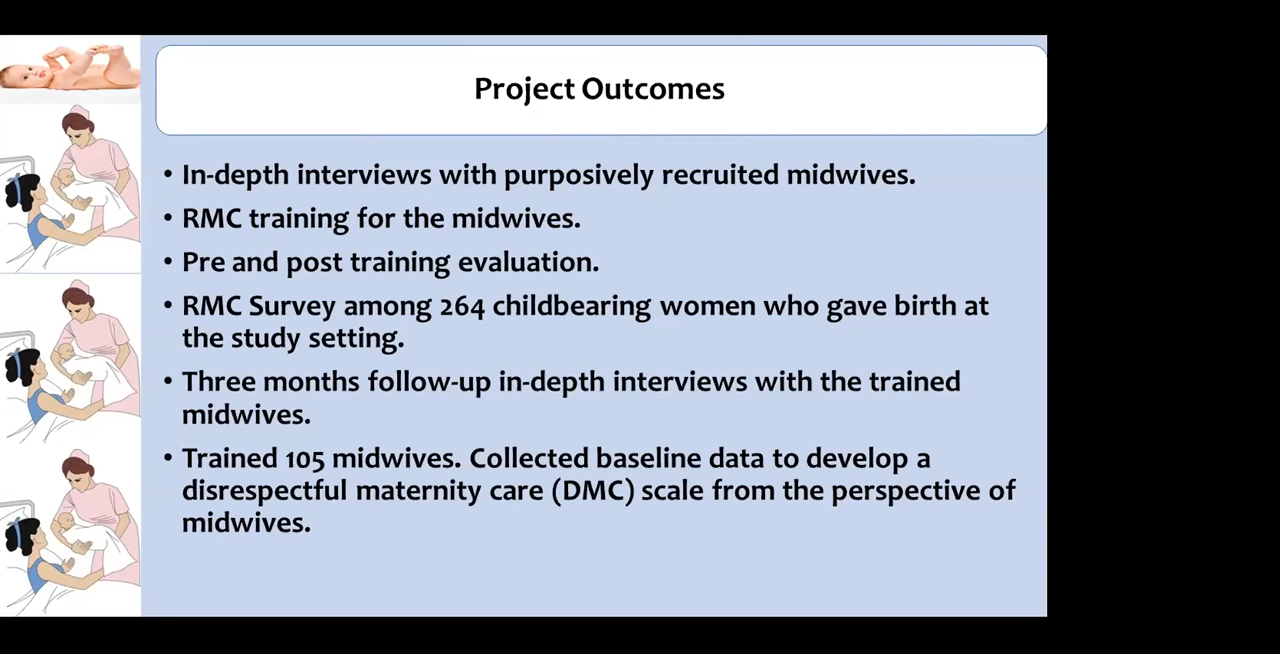 Project Outcomes
• In-depth interviews with purposively recruited midwives.
• RMC training for the midwives.
• Pre and post training evaluation.
• RMC Survey among 264 childbearing women who gave birth at
the study setting.
• Three months follow-up in-depth interviews with the trained
midwives.
• Trained 105 midwives. Collected baseline data to develop a
disrespectful maternity care (DMC) scale from the perspective of
midwives.